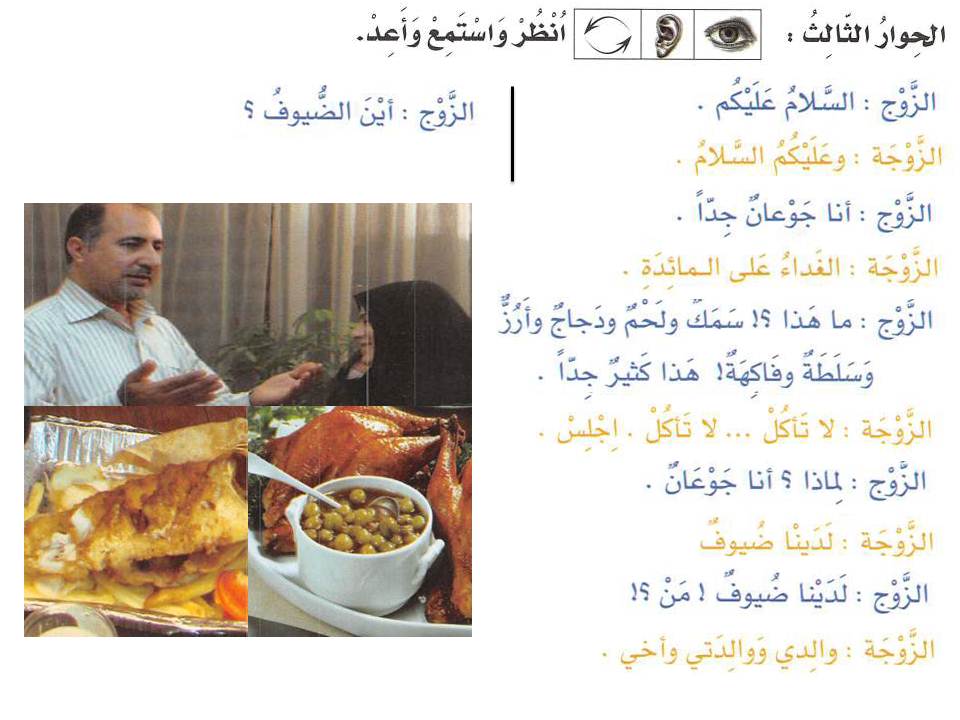 الحِوارُ الثّالِثُ : اُنْظُرْ وَاسْتَمِعْ وَأَعِدْ.
الزَّوْج : السَّلامُ عَلَيْكُم .
الزَّوْجَة : وعَلَيْكُمُ السَّلامُ .
الزَّوْج : أنا جَوْعانٌ جِدّاً .
الزَّوْجَة : الغَداءُ عَلى المائِدَةِ .
الزَّوْج : ما هَذا ؟! سَمَكٌ ولَحْمٌ ودَجاجٌ وأَرُزٌّ
وَسَلَطَةٌ وفَاكِهَةٌ! هَذا كَثيرٌ جِدّاً .
الزَّوْجَة : لا تَأكُلْ ... لا تَأكُلْ . اِجْلِسْ .
الزَّوْج : لِماذا ؟ أنا جَوْعَانٌ .
الزَّوْجَة : لَدَينْا ضُيوفٌ
الزَّوْج : لَدَيْنا ضُيوفٌ ! مَنْ ؟!
الزَّوْجَة : والِدي وَوالِدَتي وأخي .
الزَّوْج : أيْنَ الضُّيوفُ ؟